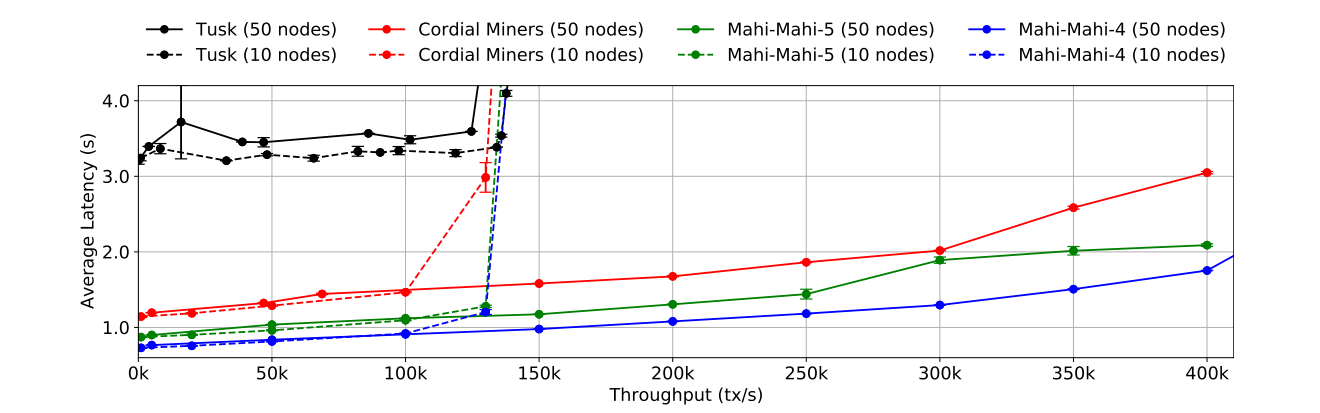 Tusk (50 nodes) Cordial Miners (50 nodes) Mahi-Mahi-5 (50 nodes) Mahi-Mahi-4 (50 nodes)
Tusk (10 nodes) Cordial Miners (10 nodes) Mahi-Mahi-5 (10 nodes) Mahi-Mahi-4 (10 nodes)
Average Latency (s)
4.0
3.0
2.0
1.0
0k 50k 100k 150k 200k 250k 300k 350k 400k
Throughput (tx/s)